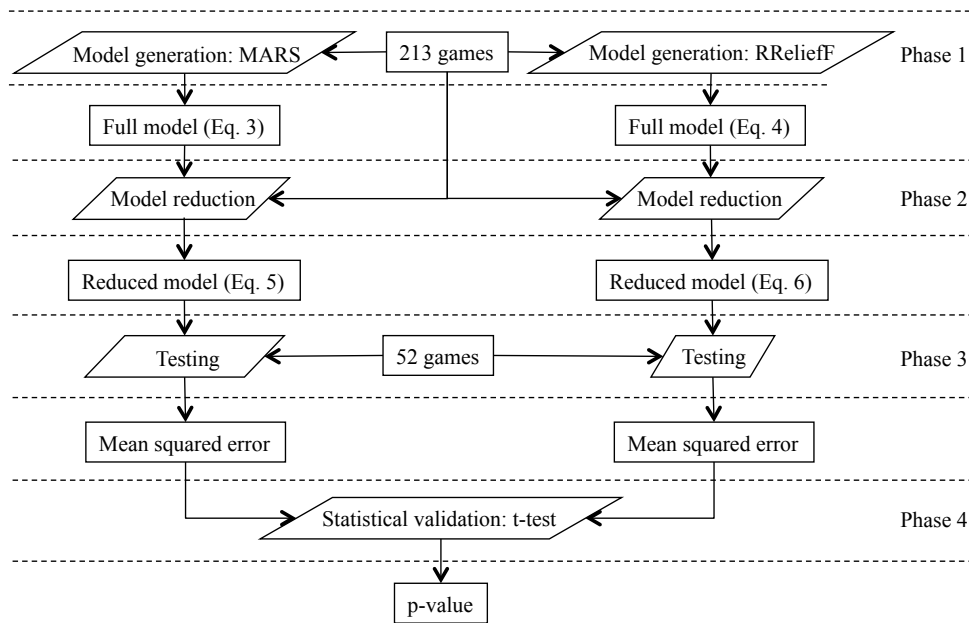 Model generation: MARS
213 games
Model generation: RReliefF
Phase 1
Full model (Eq. 3)
Full model (Eq. 4)
Model reduction
Model reduction
Phase 2
Reduced model (Eq. 5)
Reduced model (Eq. 6)
Testing
52 games
Testing
Phase 3
Mean squared error
Mean squared error
Statistical validation: t-test
Phase 4
p-value